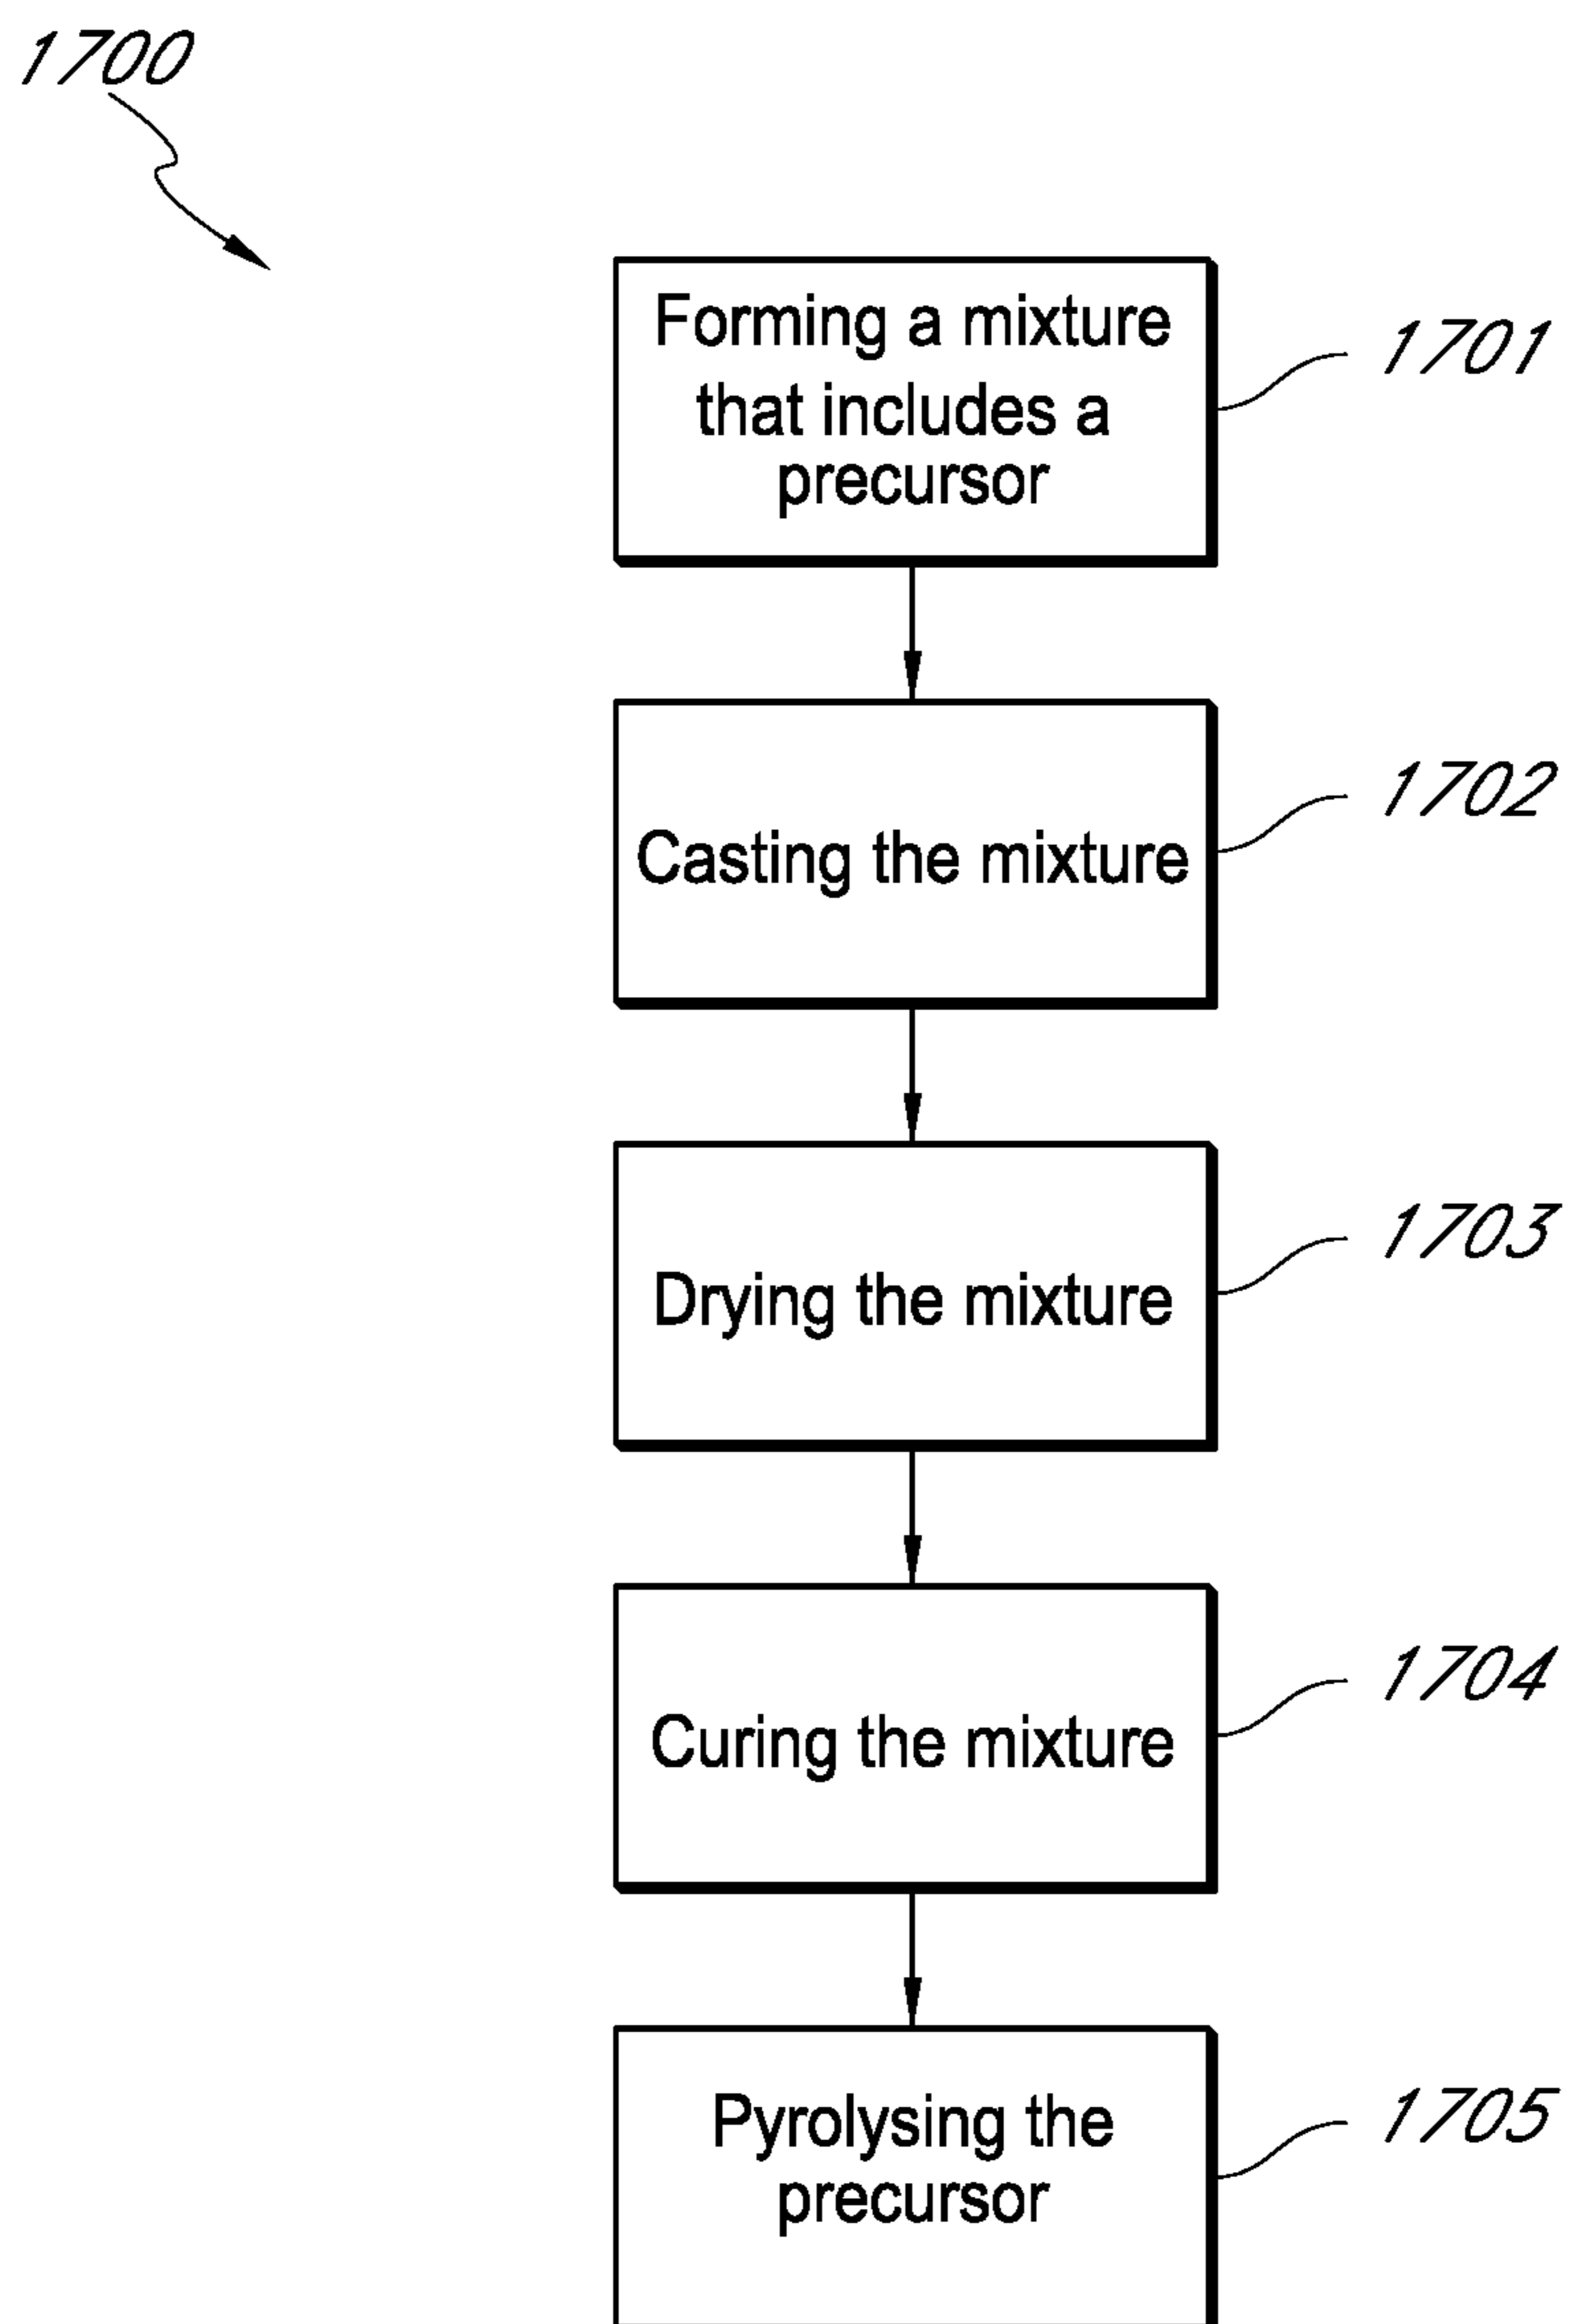 1700
Forming a mixture
that includes a
precursor
1701
Casting the mixture
1702
Drying the mixture
1703
Curing the mixture
1704
Pyrolysing the
precursor
1705